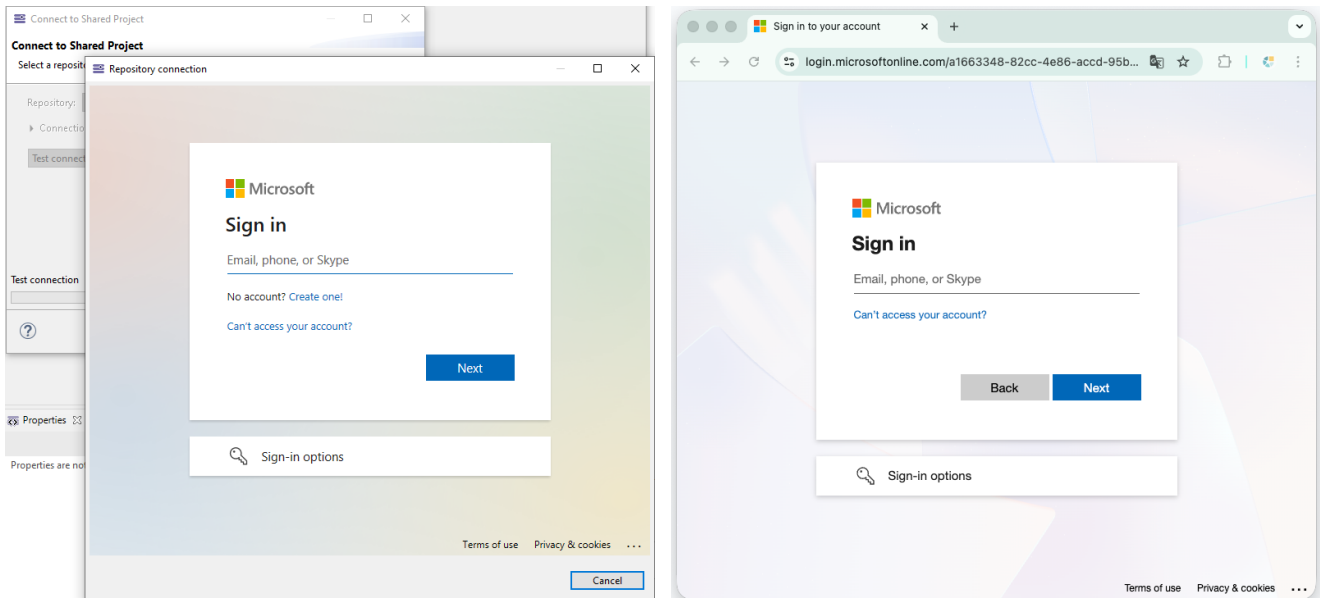 Connect to Shared Project
Connect to Shared Project
Select a reposit
Repository:
Connectio
Test connect
Test connection
Properties
Properties are not
Repository connection
Microsoft
Sign in
Email, phone, or Skype
No account? Create one!
Can't access your account?
Next
Sign-in options
Terms of use Privacy & cookies ...
Cancel
Sign in to your account
login.microsoftonline.com/a1663348-82cc-4e86-accd-95b...
Microsoft
Sign in
Email, phone, or Skype
Can't access your account?
Back Next
Sign-in options
Terms of use Privacy & cookies ...